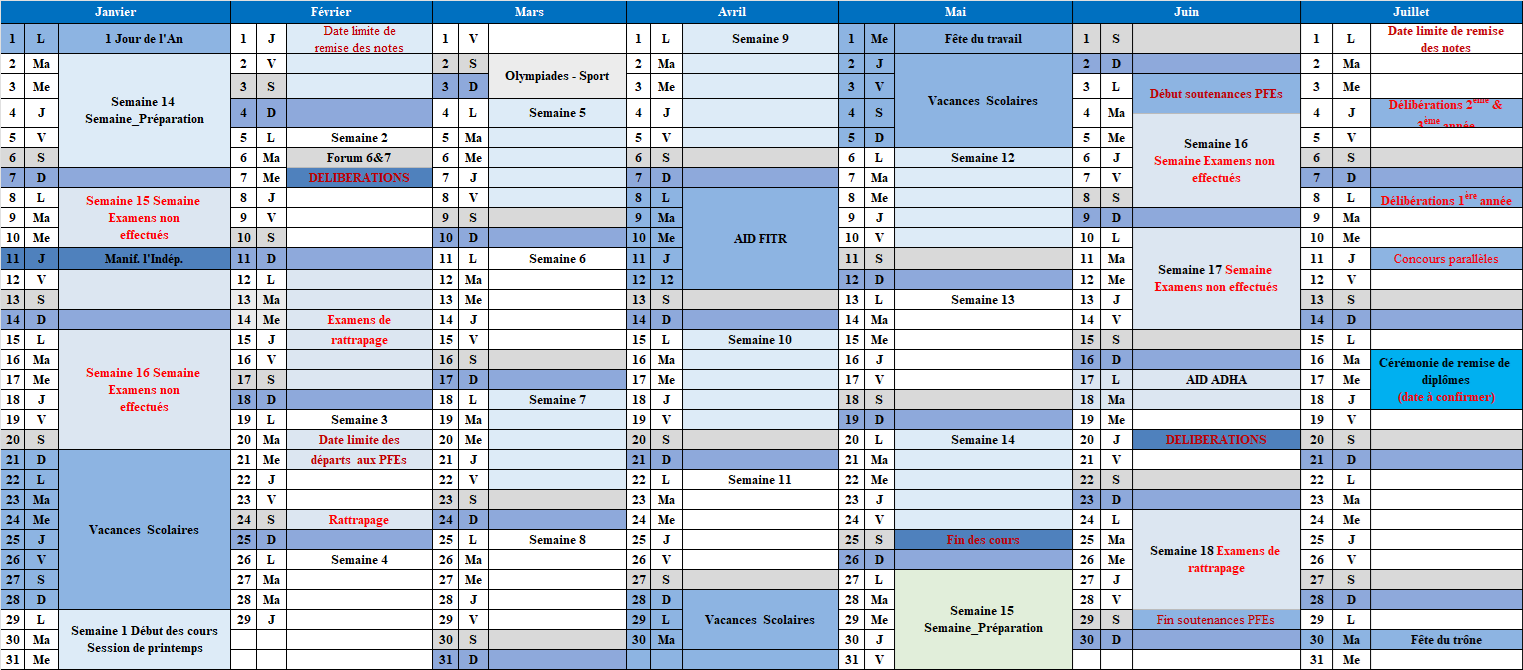 Janvier
1 L 1 Jour de l'An
2 Ma
3 Me
Semaine 14
4 J Semaine_Préparation
5 V
6 S
7 D
8 L Semaine 15 Semaine
9 Ma Examens non
10 Me effectués
11 J Manif. l'Indép.
12 V
13 S
14 D
15 L
16 Ma
17 Me Semaine 16 Semaine
Examens non
18 J effectués
19 V
20 S
21 D
22 L
23 Ma
24 Me Vacances Scolaires
25 J
26 V
27 S
28 D
29 L
30 Ma Semaine 1 Début des cours
Session de printemps
31 Me
Février
1 J Date limite de
remise des notes
2 V
3 S
4 D
5 L Semaine 2
6 Ma Forum 6&7
7 Me DELIBERATIONS
8 J
9 V
10 S
11 D
12 L
13 Ma
14 Me Examens de
15 J rattrapage
16 V
17 S
18 D
19 L Semaine 3
20 Ma Date limite des
21 Me départs aux PFEs
22 J
23 V
24 S Rattrapage
25 D
26 L Semaine 4
27 Ma
28 Ma
29 J
Mars
1 V
2 S
Olympiades - Sport
3 D
4 L Semaine 5
5 Ma
6 Me
7 J
8 V
9 S
10 D
11 L Semaine 6
12 Ma
13 Me
14 J
15 V
16 S
17 D
18 L Semaine 7
19 Ma
20 Me
21 J
22 V
23 S
24 D
25 L Semaine 8
26 Ma
27 Me
28 J
29 V
30 S
31 D
Avril
1 L Semaine 9
2 Ma
3 Me
4 J
5 V
6 S
7 D
8 L
9 Ma
10 Me AID FITR
11 J
12 12
13 S
14 D
15 L Semaine 10
16 Ma
17 Me
18 J
19 V
20 S
21 D
22 L Semaine 11
23 Ma
24 Me
25 J
26 V
27 S
28 D
29 L Vacances Scolaires
30 Ma
Mai
1 Me Fête du travail
2 J
3 V
Vacances Scolaires
4 S
5 D
6 L Semaine 12
7 Ma
8 Me
9 J
10 V
11 S
12 D
13 L Semaine 13
14 Ma
15 Me
16 J
17 V
18 S
19 D
20 L Semaine 14
21 Ma
22 Me
23 J
24 V
25 S Fin des cours
26 D
27 L
28 Ma
Semaine 15
29 Me Semaine_Préparation
30 J
31 V
Juin
1 S
2 D
3 L Début soutenances PFEs
4 Ma
5 Me Semaine 16
6 J Semaine Examens non
7 V effectués
8 S
9 D
10 L
11 Ma Semaine 17 Semaine
12 Me Examens non effectués
13 J
14 V
15 S
16 D
17 L AID ADHA
18 Ma
19 Me
20 J DELIBERATIONS
21 V
22 S
23 D
24 L
25 Ma Semaine 18 Examens de
26 Me rattrapage
27 J
28 V
29 S Fin soutenances PFEs
30 D
Juillet
1 L Date limite de remise
des notes
2 Ma
3 Me
4 J Délibérations 2ème &
3ème année
5 V
6 S
7 D
8 L Délibérations 1ère année
9 Ma
10 Me
11 J Concours parallèles
12 V
13 S
14 D
15 L
16 Ma Cérémonie de remise de
17 Me diplômes
18 J (date à confirmer)
19 V
20 S
21 D
22 L
23 Ma
24 Me
25 J
26 V
27 S
28 D
29 L
30 Ma Fête du trône
31 Me